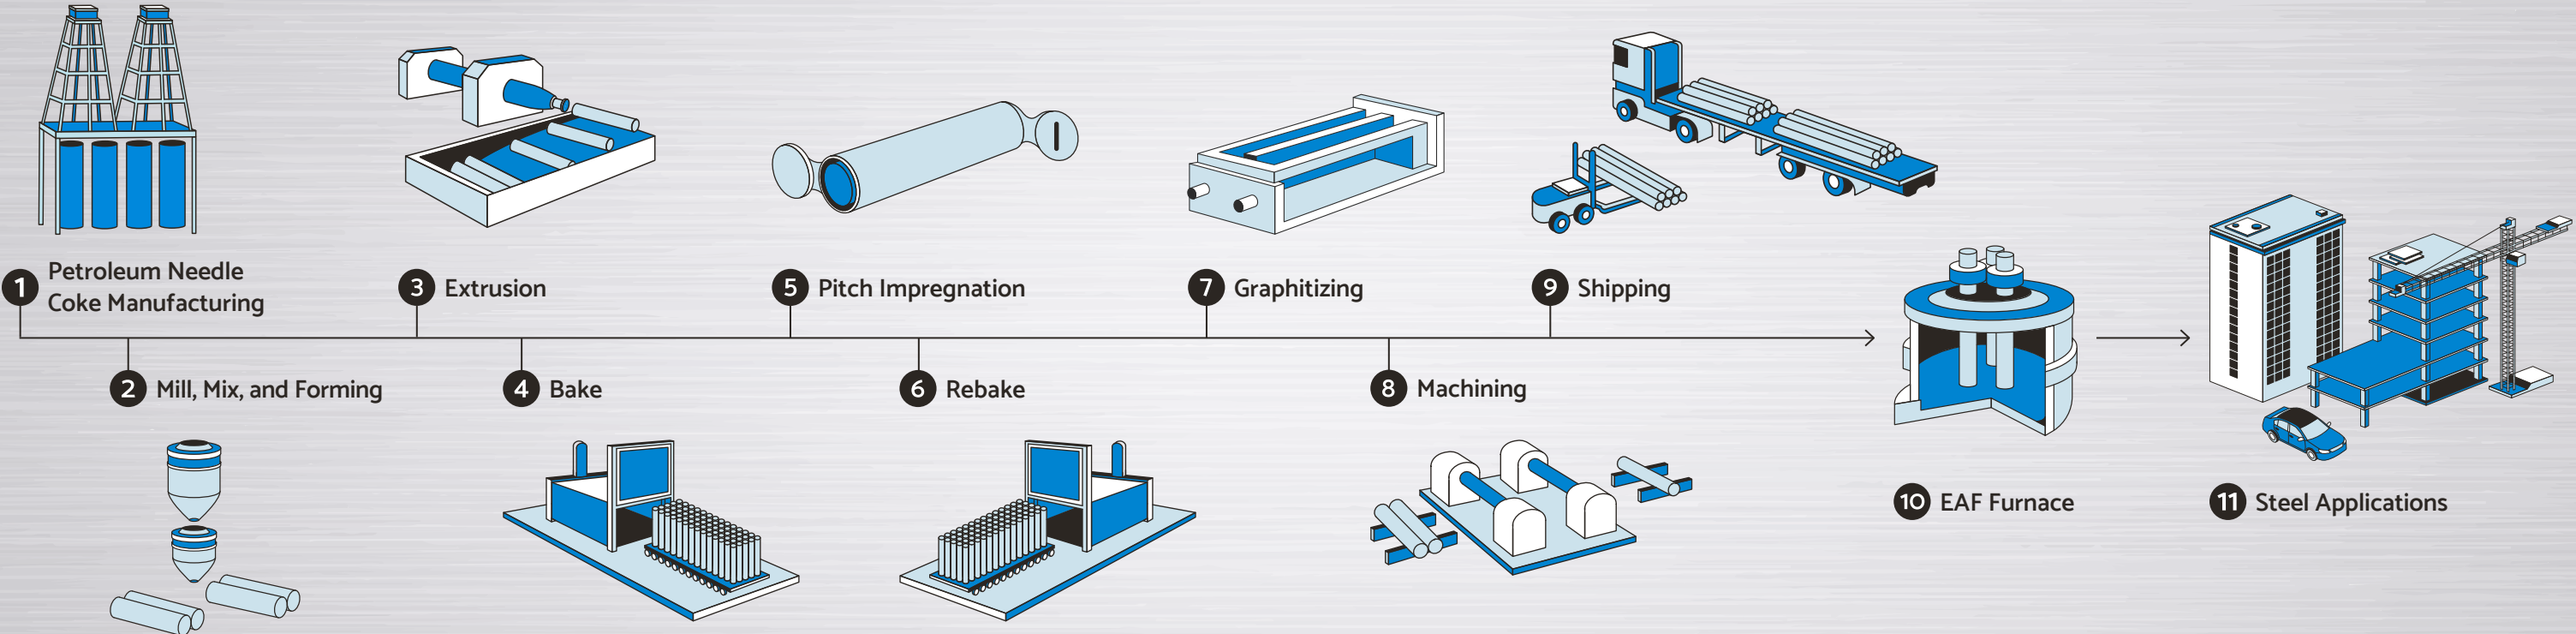 1 Petroleum Needle
Coke Manufacturing
2 Mill, Mix, and Forming
3 Extrusion
4 Bake
5 Pitch Impregnation
6 Rebake
7 Graphitizing
8 Machining
9 Shipping
10 EAF Furnace
11 Steel Applications